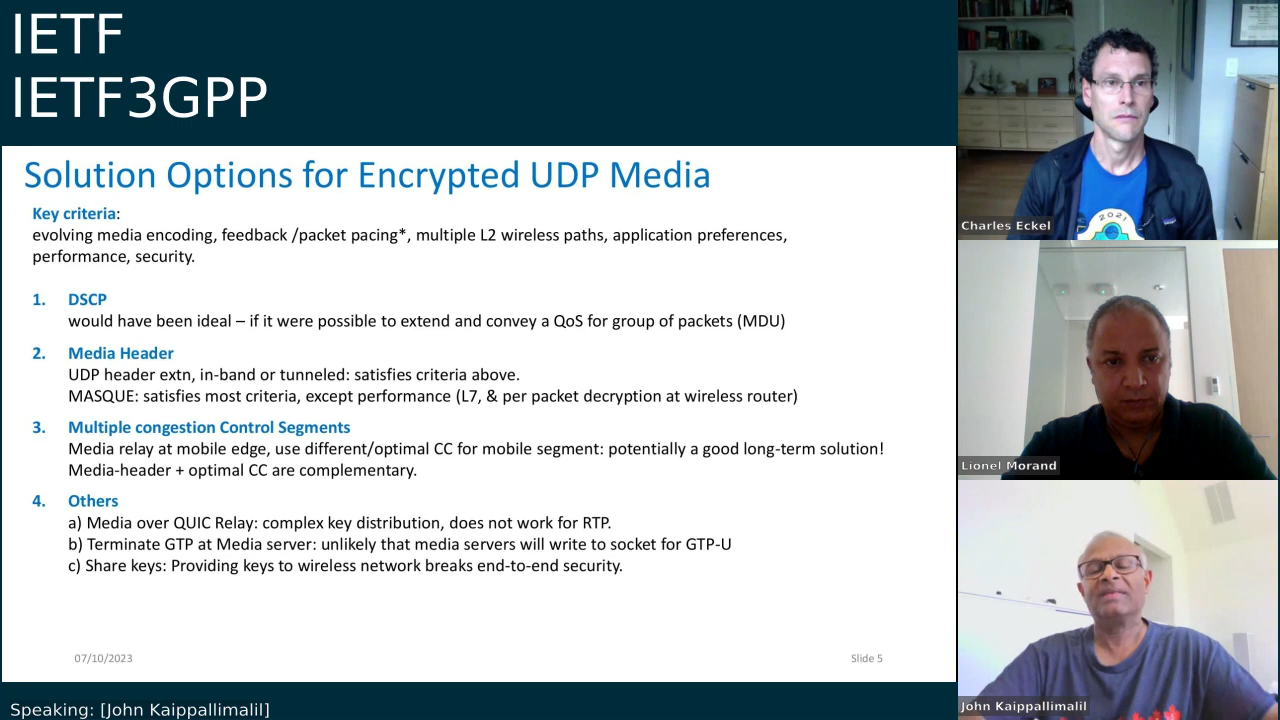 IETF
IETF3GPP
Solution Options for Encrypted UDP Media
Key criteria:
evolving media encoding, feedback /packet pacing*, multiple L2 wireless paths, application preferences,
performance, security.
1. DSCP
would have been ideal – if it were possible to extend and convey a QoS for group of packets (MDU)
2. Media Header
UDP header extn, in-band or tunneled: satisfies criteria above.
MASQUE: satisfies most criteria, except performance (L7, & per packet decryption at wireless router)
3. Multiple congestion Control Segments
Media relay at mobile edge, use different/optimal CC for mobile segment: potentially a good long-term solution!
Media-header + optimal CC are complementary.
4. Others
a) Media over QUIC Relay: complex key distribution, does not work for RTP.
b) Terminate GTP at Media server: unlikely that media servers will write to socket for GTP-U
c) Share keys: Providing keys to wireless network breaks end-to-end security.
07/10/2023
Slide 5
Speaking: [John Kaippallimalil]
2021
Charles Eckel
Lionel Morand
John Kaippallimalil